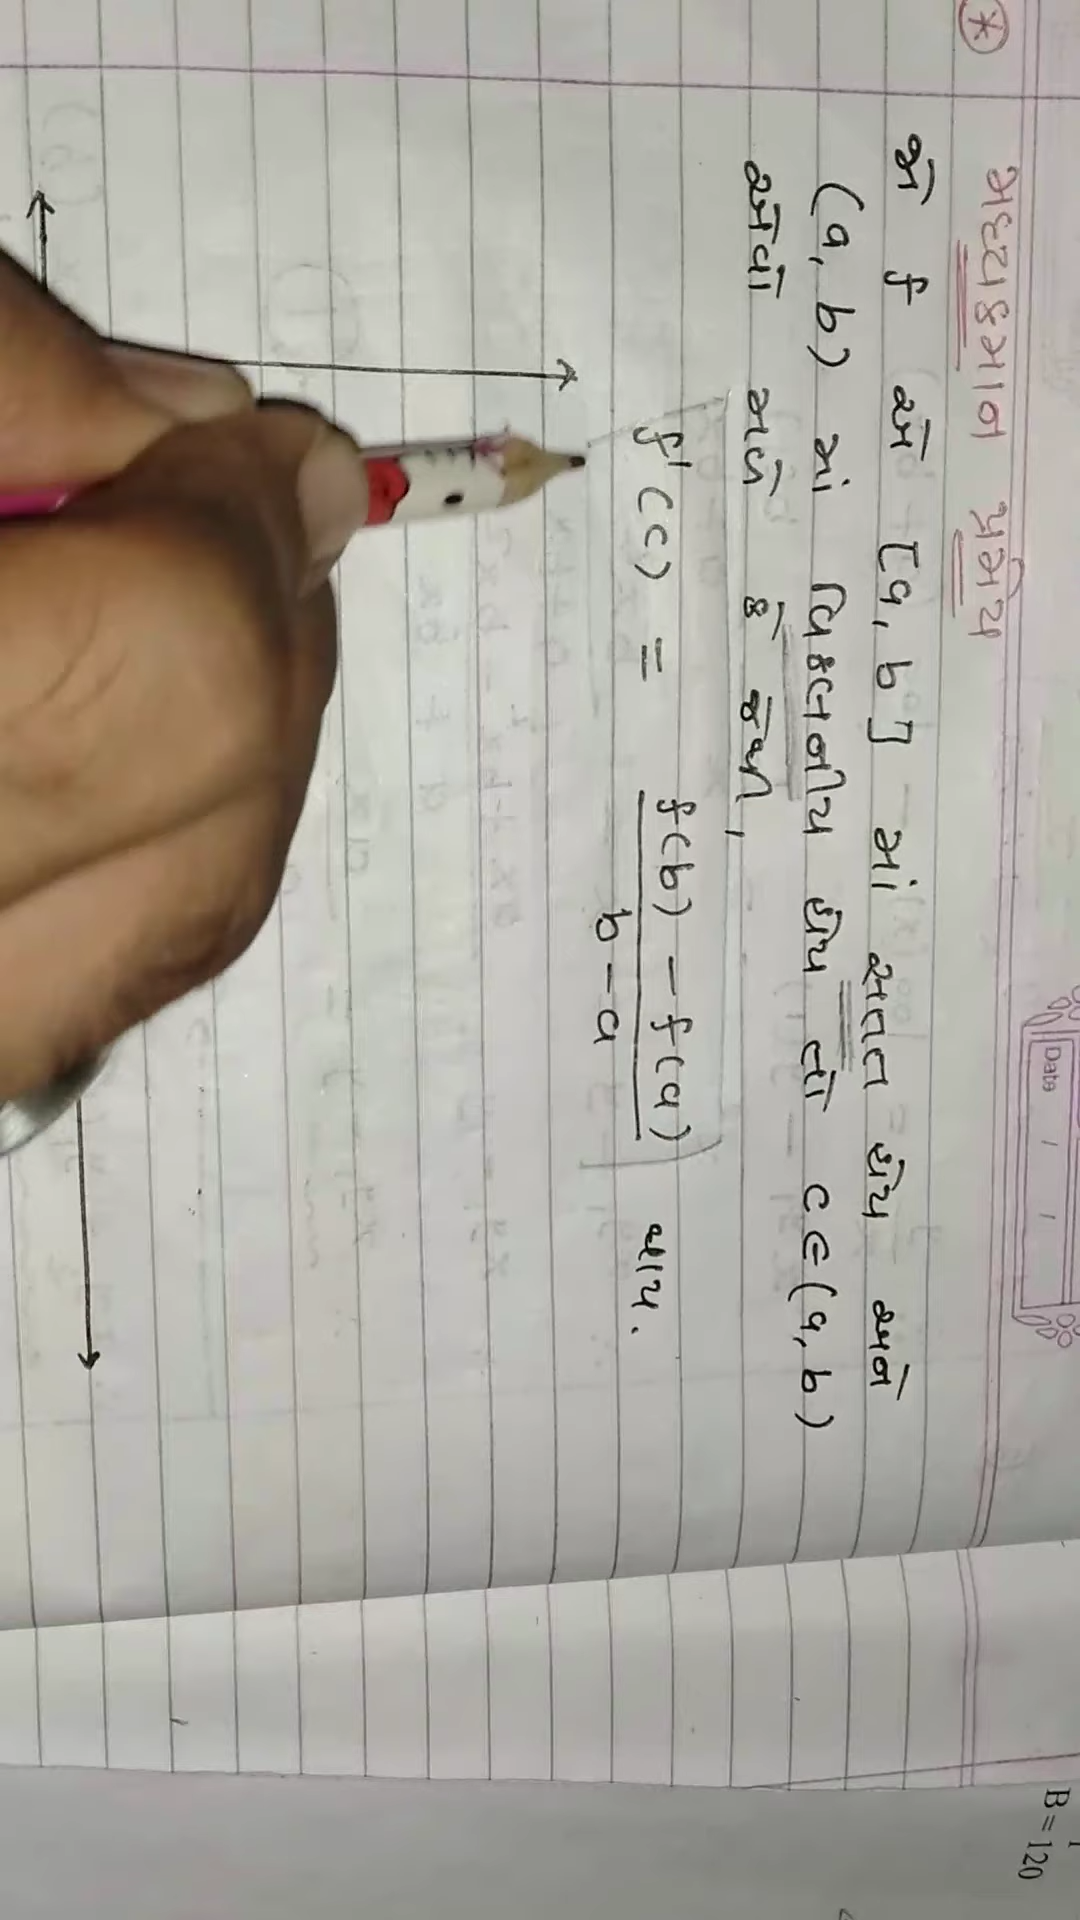 * મધ્યકમાન પ્રમેય
Date / /
જો f એ [a, b] માં સતત હોય અને
(a, b) માં વિકલનીય હોય તો c ∈ (a, b)
એવો મળે કે જેથી,
f'(c) = f(b) - f(a) / b - a થાય.
B = 120